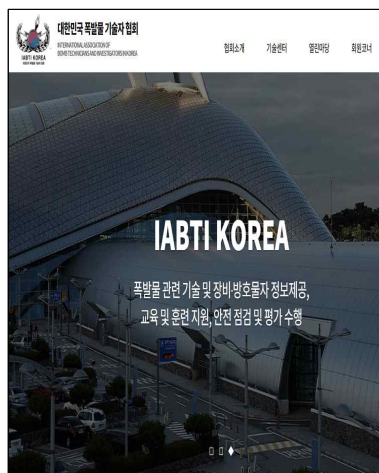 대한민국 폭발물 기술자 협회
INTERNATIONAL ASSOCIATION OF
BOMB TECHNICIANS AND INVESTIGATORS IN KOREA
IABTI KOREA
협회소개 기술센터 열린마당 회원코너
IABTI KOREA
폭발물 관련 기술 및 장비·방호물자 정보제공,
교육 및 훈련 지원, 안전 점검 및 평가 수행